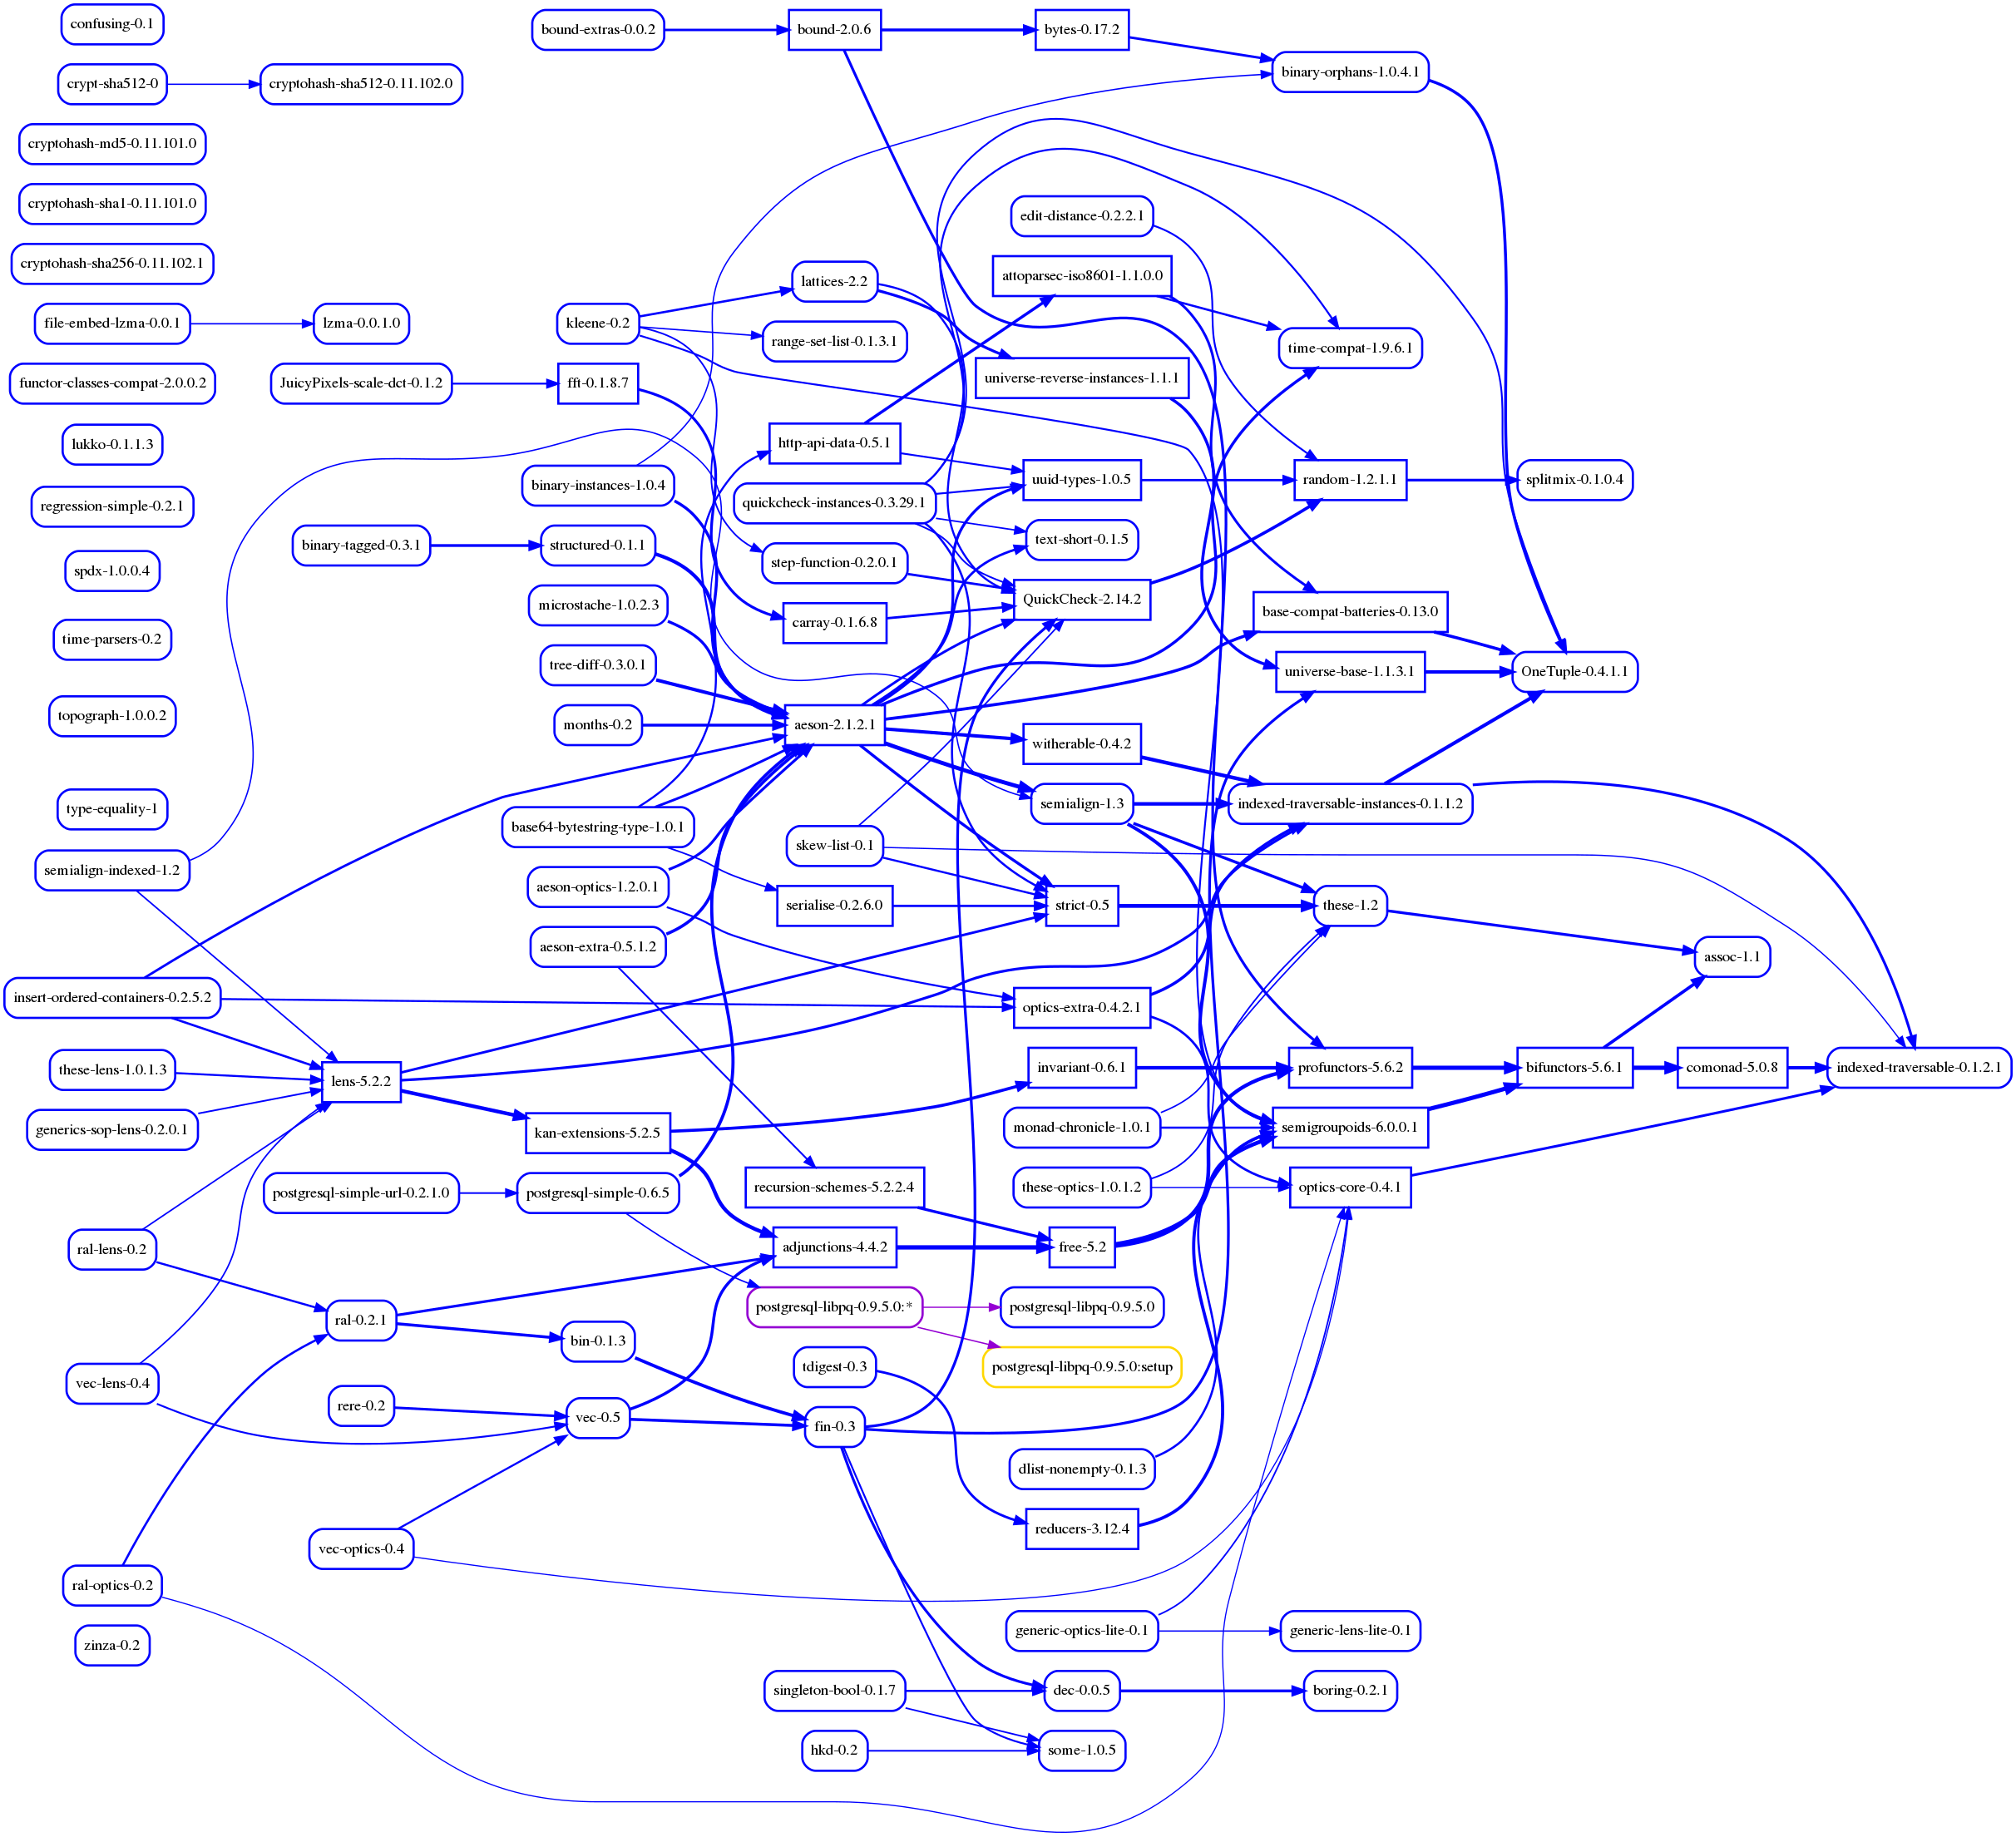 confusing-0.1
crypt-sha512-0
cryptohash-sha512-0.11.102.0
cryptohash-md5-0.11.101.0
cryptohash-sha1-0.11.101.0
cryptohash-sha256-0.11.102.1
file-embed-lzma-0.0.1
lzma-0.0.1.0
functor-classes-compat-2.0.0.2
JuicyPixels-scale-dct-0.1.2
lukko-0.1.1.3
regression-simple-0.2.1
binary-tagged-0.3.1
spdx-1.0.0.4
time-parsers-0.2
topograph-1.0.0.2
type-equality-1
semialign-indexed-1.2
insert-ordered-containers-0.2.5.2
these-lens-1.0.1.3
lens-5.2.2
generics-sop-lens-0.2.0.1
postgresql-simple-url-0.2.1.0
ral-lens-0.2
ral-0.2.1
vec-lens-0.4
rere-0.2
vec-optics-0.4
ral-optics-0.2
zinza-0.2
bound-extras-0.0.2
bound-2.0.6
bytes-0.17.2
binary-orphans-1.0.4.1
edit-distance-0.2.2.1
lattices-2.2
attoparsec-iso8601-1.1.0.0
kleene-0.2
range-set-list-0.1.3.1
time-compat-1.9.6.1
fft-0.1.8.7
universe-reverse-instances-1.1.1
http-api-data-0.5.1
binary-instances-1.0.4
quickcheck-instances-0.3.29.1
uuid-types-1.0.5
random-1.2.1.1
splitmix-0.1.0.4
structured-0.1.1
step-function-0.2.0.1
text-short-0.1.5
microstache-1.0.2.3
carray-0.1.6.8
QuickCheck-2.14.2
base-compat-batteries-0.13.0
tree-diff-0.3.0.1
universe-base-1.1.3.1
OneTuple-0.4.1.1
months-0.2
aeson-2.1.2.1
witherable-0.4.2
semialign-1.3
indexed-traversable-instances-0.1.1.2
base64-bytestring-type-1.0.1
skew-list-0.1
aeson-optics-1.2.0.1
serialise-0.2.6.0
strict-0.5
these-1.2
aeson-extra-0.5.1.2
assoc-1.1
optics-extra-0.4.2.1
invariant-0.6.1
profunctors-5.6.2
bifunctors-5.6.1
comonad-5.0.8
indexed-traversable-0.1.2.1
kan-extensions-5.2.5
monad-chronicle-1.0.1
semigroupoids-6.0.0.1
postgresql-simple-0.6.5
recursion-schemes-5.2.2.4
these-optics-1.0.1.2
optics-core-0.4.1
adjunctions-4.4.2
free-5.2
postgresql-libpq-0.9.5.0:*
postgresql-libpq-0.9.5.0
bin-0.1.3
tdigest-0.3
postgresql-libpq-0.9.5.0:setup
vec-0.5
fin-0.3
dlist-nonempty-0.1.3
reducers-3.12.4
generic-optics-lite-0.1
generic-lens-lite-0.1
singleton-bool-0.1.7
dec-0.0.5
boring-0.2.1
hkd-0.2
some-1.0.5